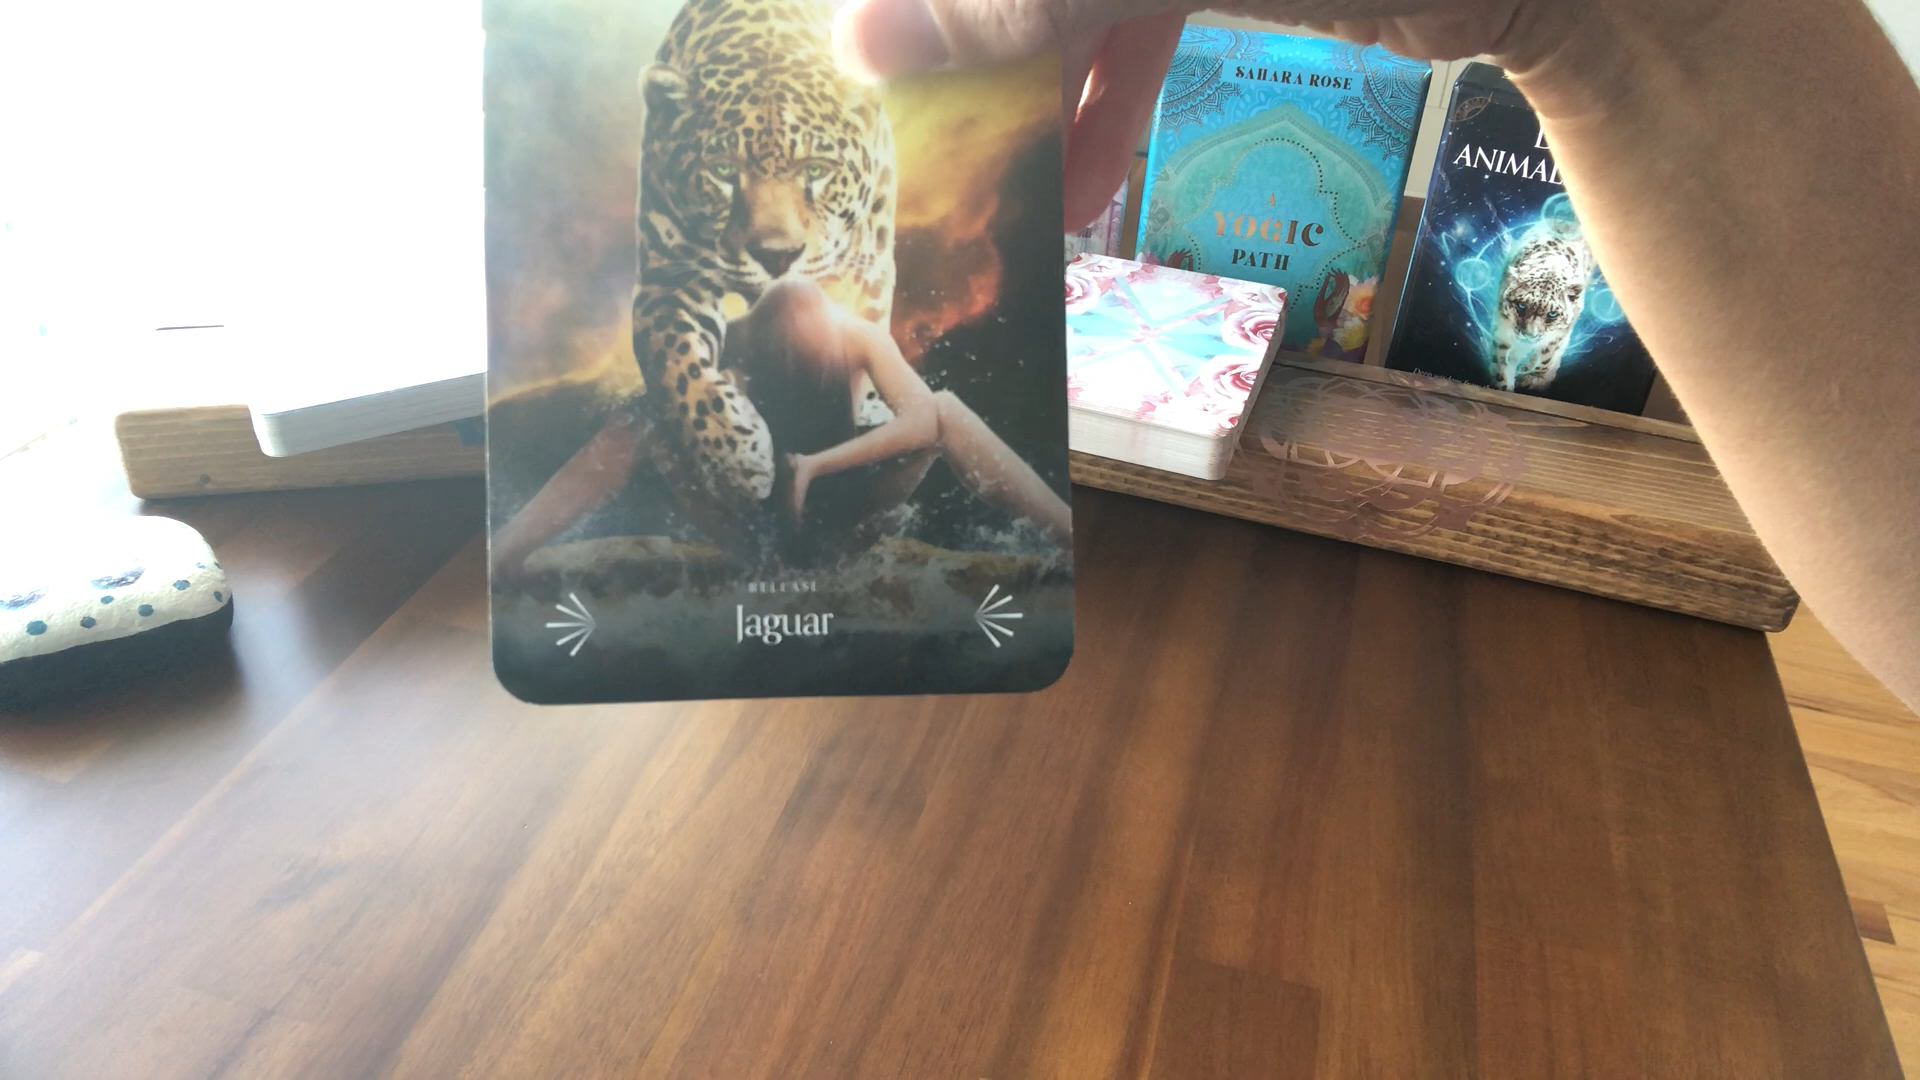 SAHARA ROSE
A
YOGIC
PATH
ANIMAL
RELEASE
Jaguar